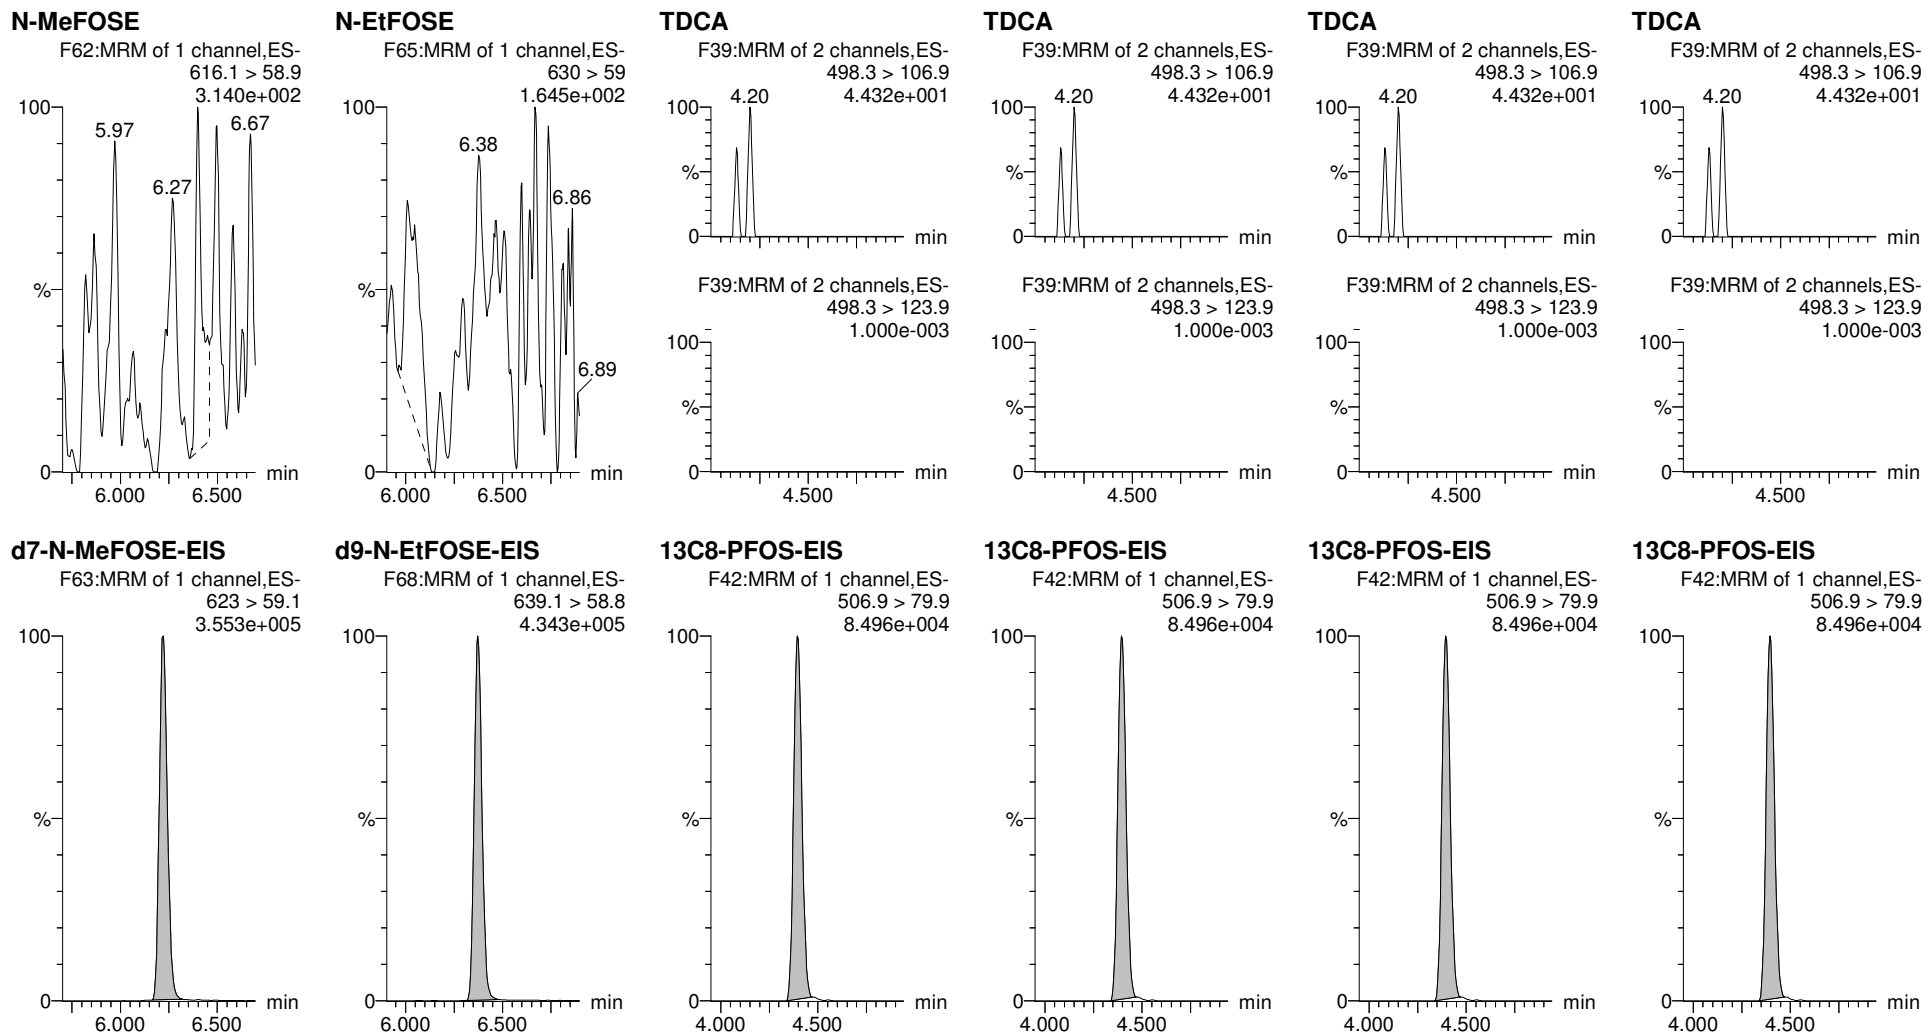 N-MeFOSE
F62:MRM of 1 channel,ES-
616.1 > 58.9
3.140e+002
100
5.97
6.27
6.67
%
0
min
6.000
6.500
N-EtFOSE
F65:MRM of 1 channel,ES-
630 > 59
1.645e+002
100
6.38
6.86
%
6.89
0
min
6.000
6.500
TDCA
F39:MRM of 2 channels,ES-
498.3 > 106.9
4.432e+001
100
4.20
%
0
min
F39:MRM of 2 channels,ES-
498.3 > 123.9
1.000e-003
100
%
0
min
4.500
TDCA
F39:MRM of 2 channels,ES-
498.3 > 106.9
4.432e+001
100
4.20
%
0
min
F39:MRM of 2 channels,ES-
498.3 > 123.9
1.000e-003
100
%
0
min
4.500
TDCA
F39:MRM of 2 channels,ES-
498.3 > 106.9
4.432e+001
100
4.20
%
0
min
F39:MRM of 2 channels,ES-
498.3 > 123.9
1.000e-003
100
%
0
min
4.500
TDCA
F39:MRM of 2 channels,ES-
498.3 > 106.9
4.432e+001
100
4.20
%
0
min
F39:MRM of 2 channels,ES-
498.3 > 123.9
1.000e-003
100
%
0
min
4.500
d7-N-MeFOSE-EIS
F63:MRM of 1 channel,ES-
623 > 59.1
3.553e+005
100
%
0
min
6.000
6.500
d9-N-EtFOSE-EIS
F68:MRM of 1 channel,ES-
639.1 > 58.8
4.343e+005
100
%
0
min
6.000
6.500
13C8-PFOS-EIS
F42:MRM of 1 channel,ES-
506.9 > 79.9
8.496e+004
100
%
0
min
4.000
4.500
13C8-PFOS-EIS
F42:MRM of 1 channel,ES-
506.9 > 79.9
8.496e+004
100
%
0
min
4.000
4.500
13C8-PFOS-EIS
F42:MRM of 1 channel,ES-
506.9 > 79.9
8.496e+004
100
%
0
min
4.000
4.500
13C8-PFOS-EIS
F42:MRM of 1 channel,ES-
506.9 > 79.9
8.496e+004
100
%
0
min
4.000
4.500